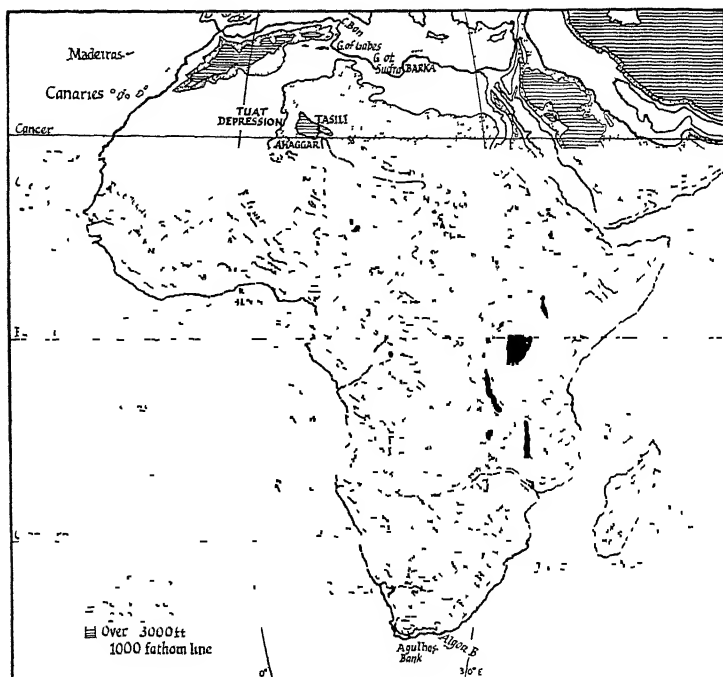 C. Bon
Madeiras
G. of Gabes
G. of
Sudra BARKA
Canaries
TUAT
DEPRESSION
TASILI
Cancer
AHAGGAR
Over 3000 ft
1000 fathom line
Agulhas
Bank
Algoa B
0°
30°E